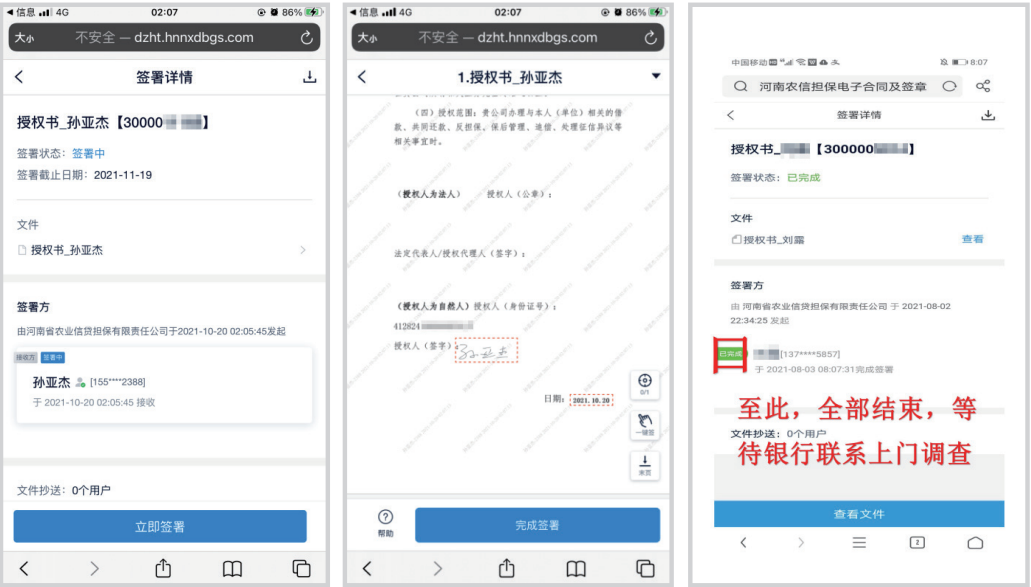 信息 4G 02:07 86%
大小 不安全 — dzht.hnnxdbgs.com
签署详情
授权书_孙亚杰【30000 】
签署状态：签署中
签署截止日期：2021-11-19
文件
授权书_孙亚杰
签署方
由河南省农业信贷担保有限责任公司于2021-10-20 02:05:45发起
接收方 签署中
孙亚杰 [155****2388]
于 2021-10-20 02:05:45 接收
文件抄送：0个用户
立即签署
信息 4G 02:07 86%
大小 不安全 — dzht.hnnxdbgs.com
1.授权书_孙亚杰
（四）授权范围：贵公司办理与本人（单位）相关的借
款、共同还款、反担保、保后管理、追偿、处理征信异议等
相关事宜时。
（授权人为法人） 授权人（公章）：
法定代表人/授权代理人（签字）：
（授权人为自然人）授权人（身份证号）：
412824
授权人（签字）：孙亚杰
日期：2021.10.20
0/1
一键签
末页
帮助
完成签署
中国移动 8:07
河南农信担保电子合同及签章
签署详情
授权书_ 【300000 】
签署状态：已完成
文件
授权书_刘露 查看
签署方
由 河南省农业信贷担保有限责任公司 于 2021-08-02
22:34:25 发起
已完成 [137****5857]
于 2021-08-03 08:07:31完成签署
至此，全部结束，等
文件抄送：0个用户
待银行联系上门调查
查看文件
2